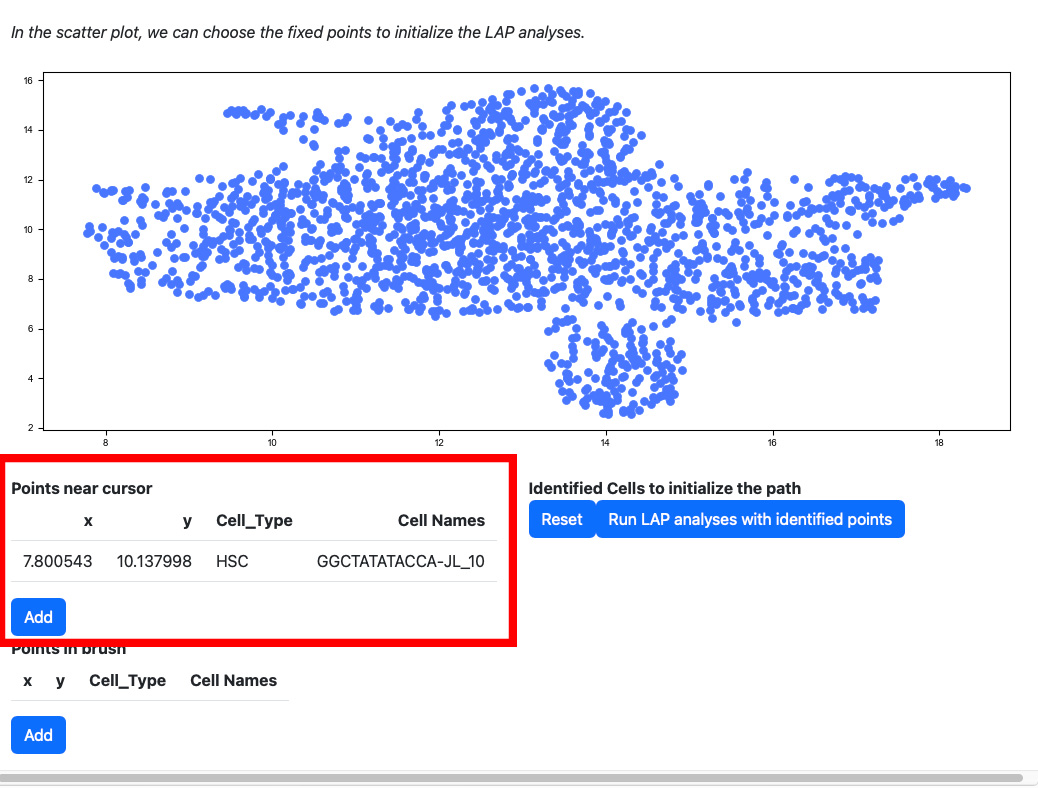 In the scatter plot, we can choose the fixed points to initialize the LAP analyses.
16
14
12
10
8
6
4
2
8 10 12 14 16 18
Points near cursor
x y Cell_Type Cell Names
7.800543 10.137998 HSC GGCTATATACCA-JL_10
Add
Identified Cells to initialize the path
Reset Run LAP analyses with identified points
Points in brush
x y Cell_Type Cell Names
Add